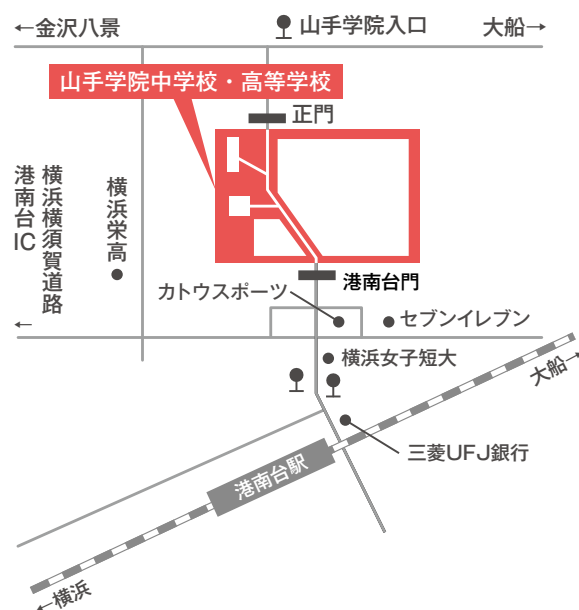 ←金沢八景
山手学院入口
大船→
山手学院中学校・高等学校
正門
横浜横須賀道路
港南台IC
←
横浜栄高
港南台門
カトウスポーツ
セブンイレブン
横浜女子短大
大船→
三菱UFJ銀行
港南台駅
←横浜